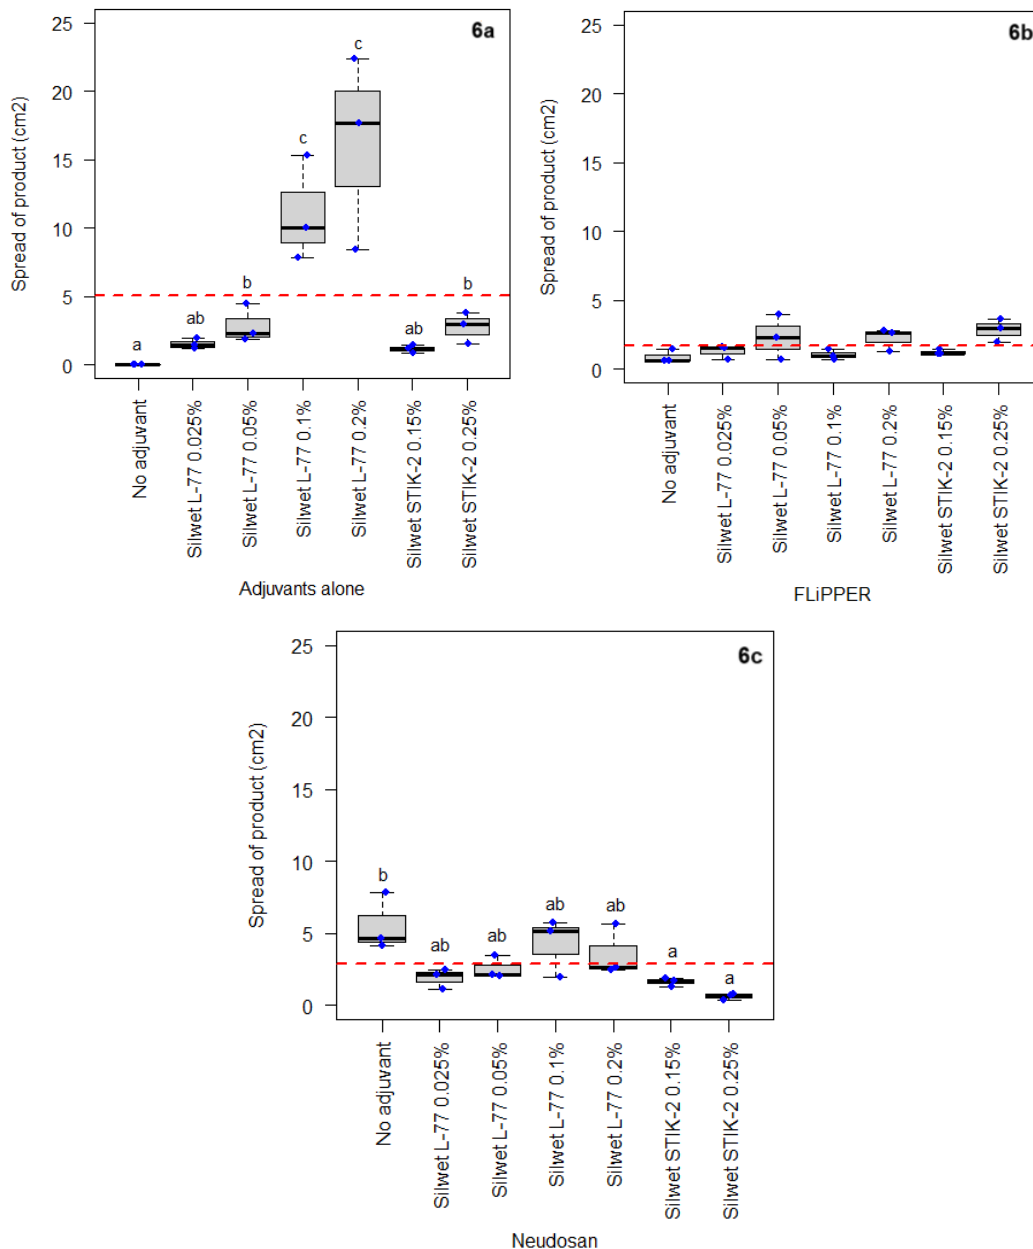 6a
Spread of product (cm2)
25
20
15
10
5
0
a
ab
b
c
c
ab
b
No adjuvant
Silwet L-77 0.025%
Silwet L-77 0.05%
Silwet L-77 0.1%
Silwet L-77 0.2%
Silwet STIK-2 0.15%
Silwet STIK-2 0.25%
Adjuvants alone
6b
Spread of product (cm2)
25
20
15
10
5
0
No adjuvant
Silwet L-77 0.025%
Silwet L-77 0.05%
Silwet L-77 0.1%
Silwet L-77 0.2%
Silwet STIK-2 0.15%
Silwet STIK-2 0.25%
FLiPPER
6c
Spread of product (cm2)
25
20
15
10
5
0
b
ab
ab
ab
ab
a
a
No adjuvant
Silwet L-77 0.025%
Silwet L-77 0.05%
Silwet L-77 0.1%
Silwet L-77 0.2%
Silwet STIK-2 0.15%
Silwet STIK-2 0.25%
Neudosan